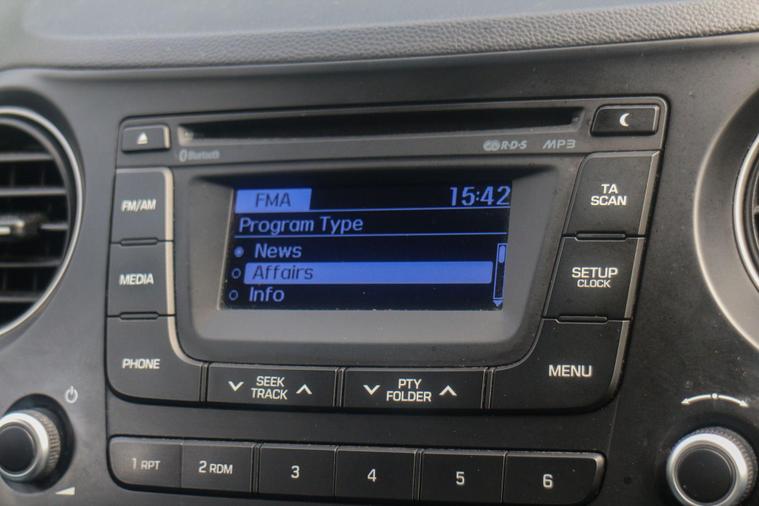 Bluetooth
R·D·S MP3
FM/AM
MEDIA
PHONE
FMA 15:42
Program Type
News
Affairs
Info
TA
SCAN
SETUP
CLOCK
MENU
SEEK
TRACK
PTY
FOLDER
1 RPT
2 RDM
3
4
5
6